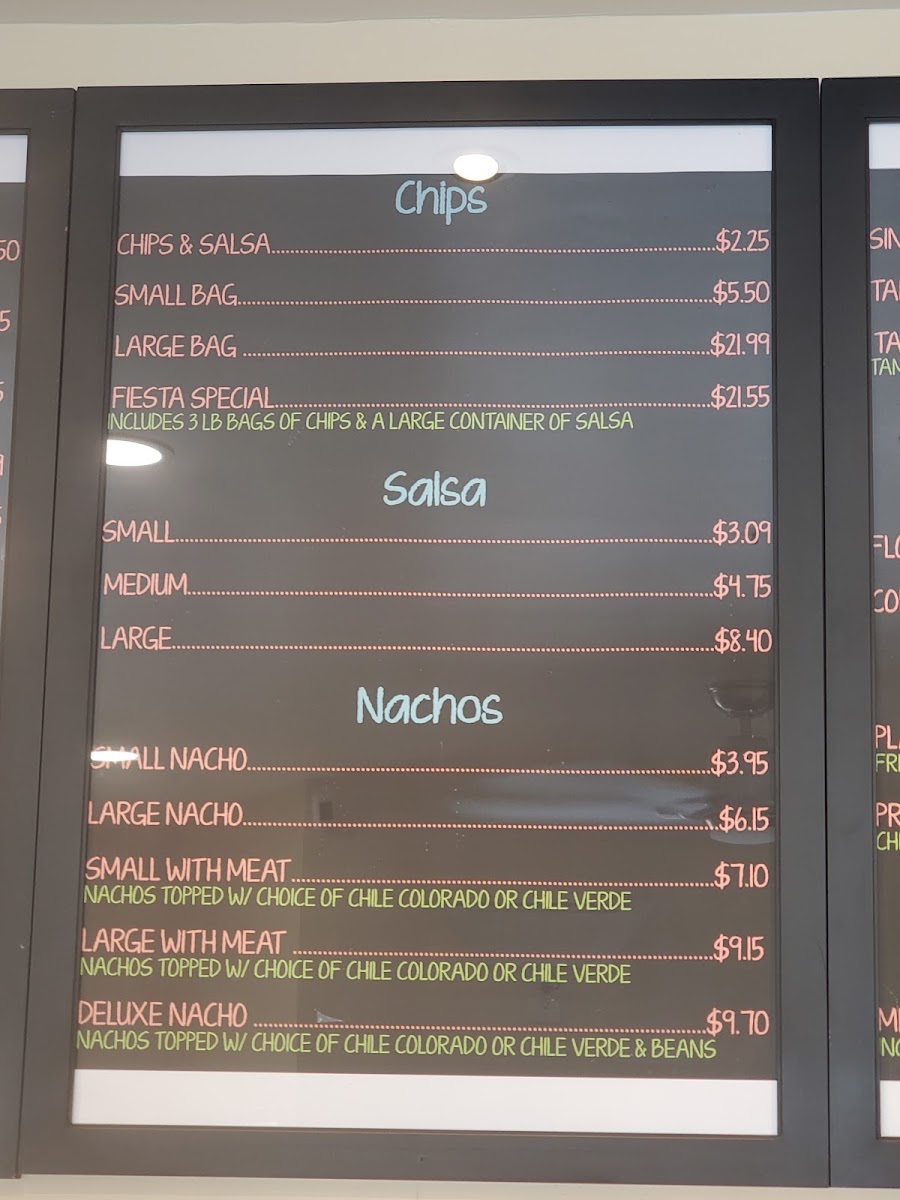 Chips
CHIPS & SALSA..........$2.25
SMALL BAG..........$5.50
LARGE BAG ..........$21.99
FIESTA SPECIAL..........$21.55
INCLUDES 3 LB BAGS OF CHIPS & A LARGE CONTAINER OF SALSA
Salsa
SMALL..........$3.09
MEDIUM..........$4.75
LARGE..........$8.40
Nachos
SMALL NACHO..........$3.95
LARGE NACHO..........$6.15
SMALL WITH MEAT..........$7.10
NACHOS TOPPED W/ CHOICE OF CHILE COLORADO OR CHILE VERDE
LARGE WITH MEAT ..........$9.15
NACHOS TOPPED W/ CHOICE OF CHILE COLORADO OR CHILE VERDE
DELUXE NACHO ..........$9.70
NACHOS TOPPED W/ CHOICE OF CHILE COLORADO OR CHILE VERDE & BEANS